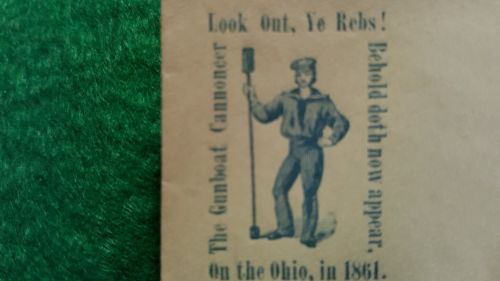 Look Out, Ye Rebs!
The Gunboat Cannoneer
Behold doth now appear,
On the Ohio, in 1861.